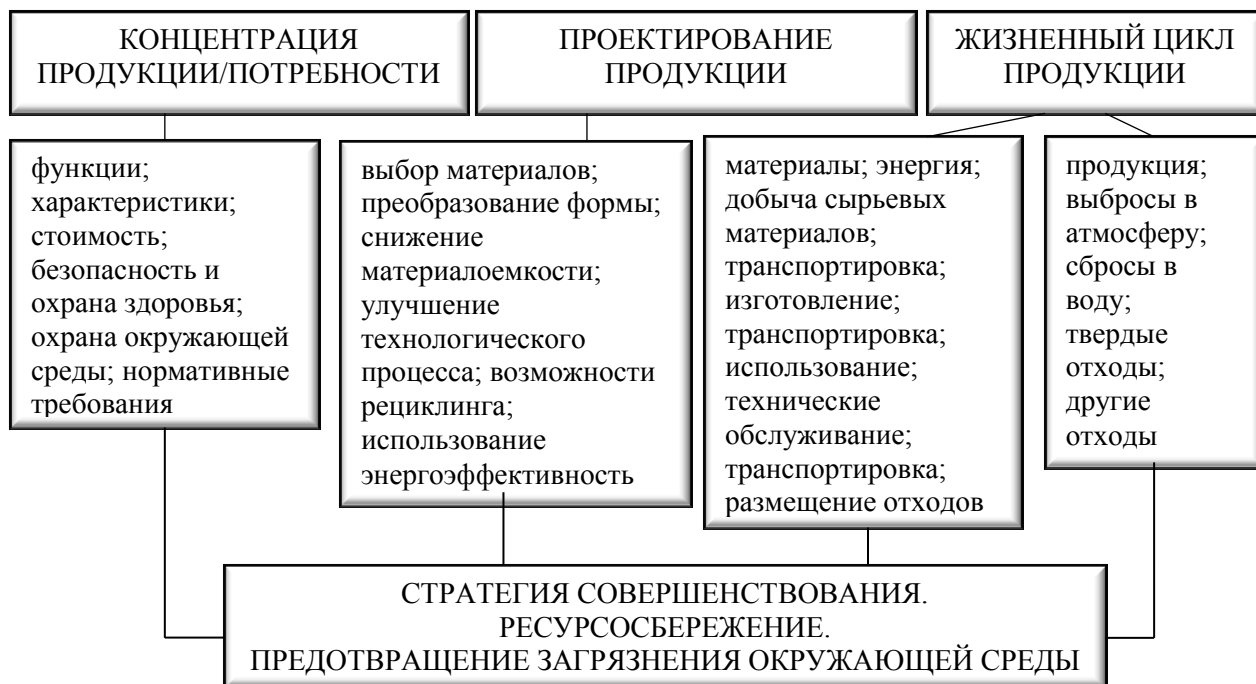 КОНЦЕНТРАЦИЯ
ПРОДУКЦИИ/ПОТРЕБНОСТИ
ПРОЕКТИРОВАНИЕ
ПРОДУКЦИИ
ЖИЗНЕННЫЙ ЦИКЛ
ПРОДУКЦИИ
функции;
характеристики;
стоимость;
безопасность и
охрана здоровья;
охрана окружающей
среды; нормативные
требования
выбор материалов;
преобразование формы;
снижение
материалоемкости;
улучшение
технологического
процесса; возможности
рециклинга;
использование
энергоэффективность
материалы; энергия;
добыча сырьевых
материалов;
транспортировка;
изготовление;
транспортировка;
использование;
технические
обслуживание;
транспортировка;
размещение отходов
продукция;
выбросы в
атмосферу;
сбросы в
воду;
твердые
отходы;
другие
отходы
СТРАТЕГИЯ СОВЕРШЕНСТВОВАНИЯ.
РЕСУРСОСБЕРЕЖЕНИЕ.
ПРЕДОТВРАЩЕНИЕ ЗАГРЯЗНЕНИЯ ОКРУЖАЮЩЕЙ СРЕДЫ